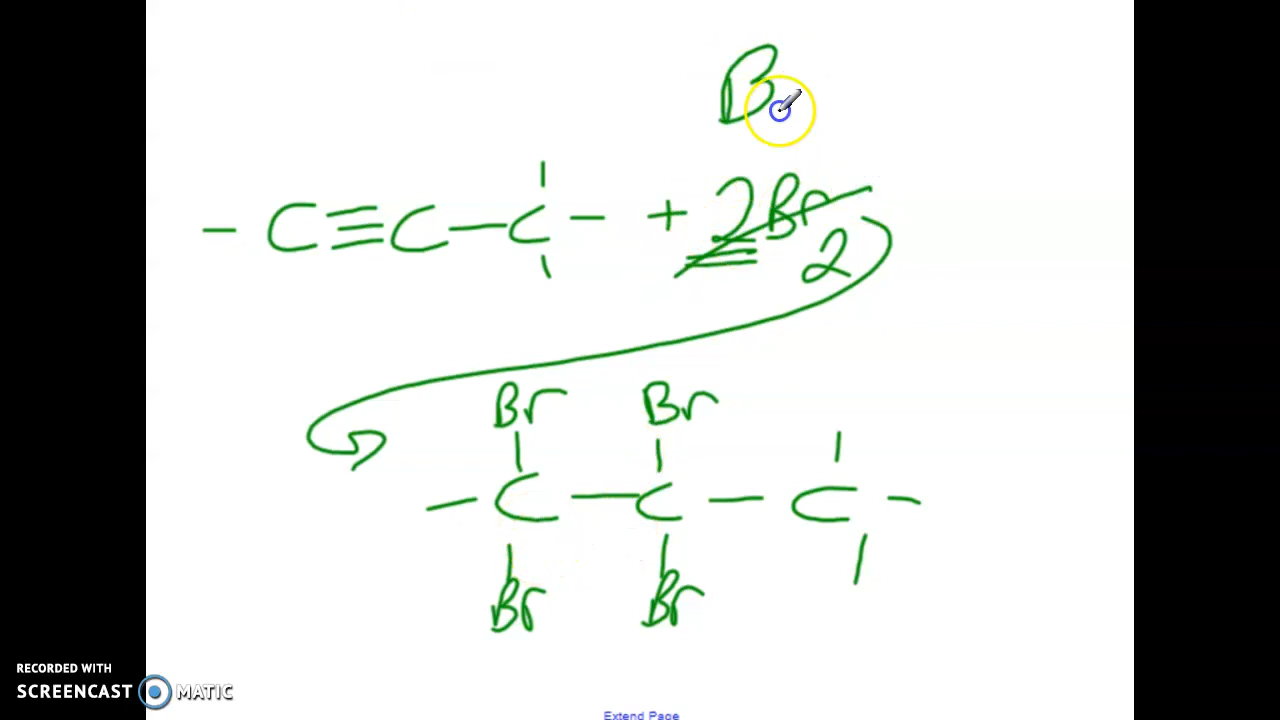 B
- C≡C-C- + 2Br2
Br Br
-C-C-C-
Br Br
RECORDED WITH
SCREENCAST MATIC
Extend Page